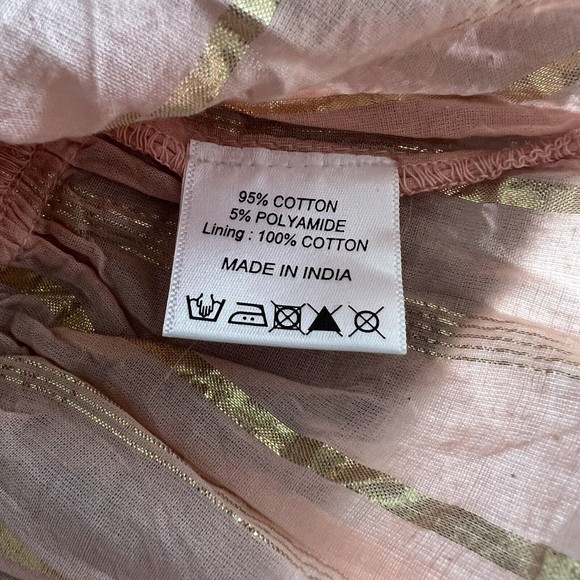 95% COTTON
5% POLYAMIDE
Lining : 100% COTTON
MADE IN INDIA